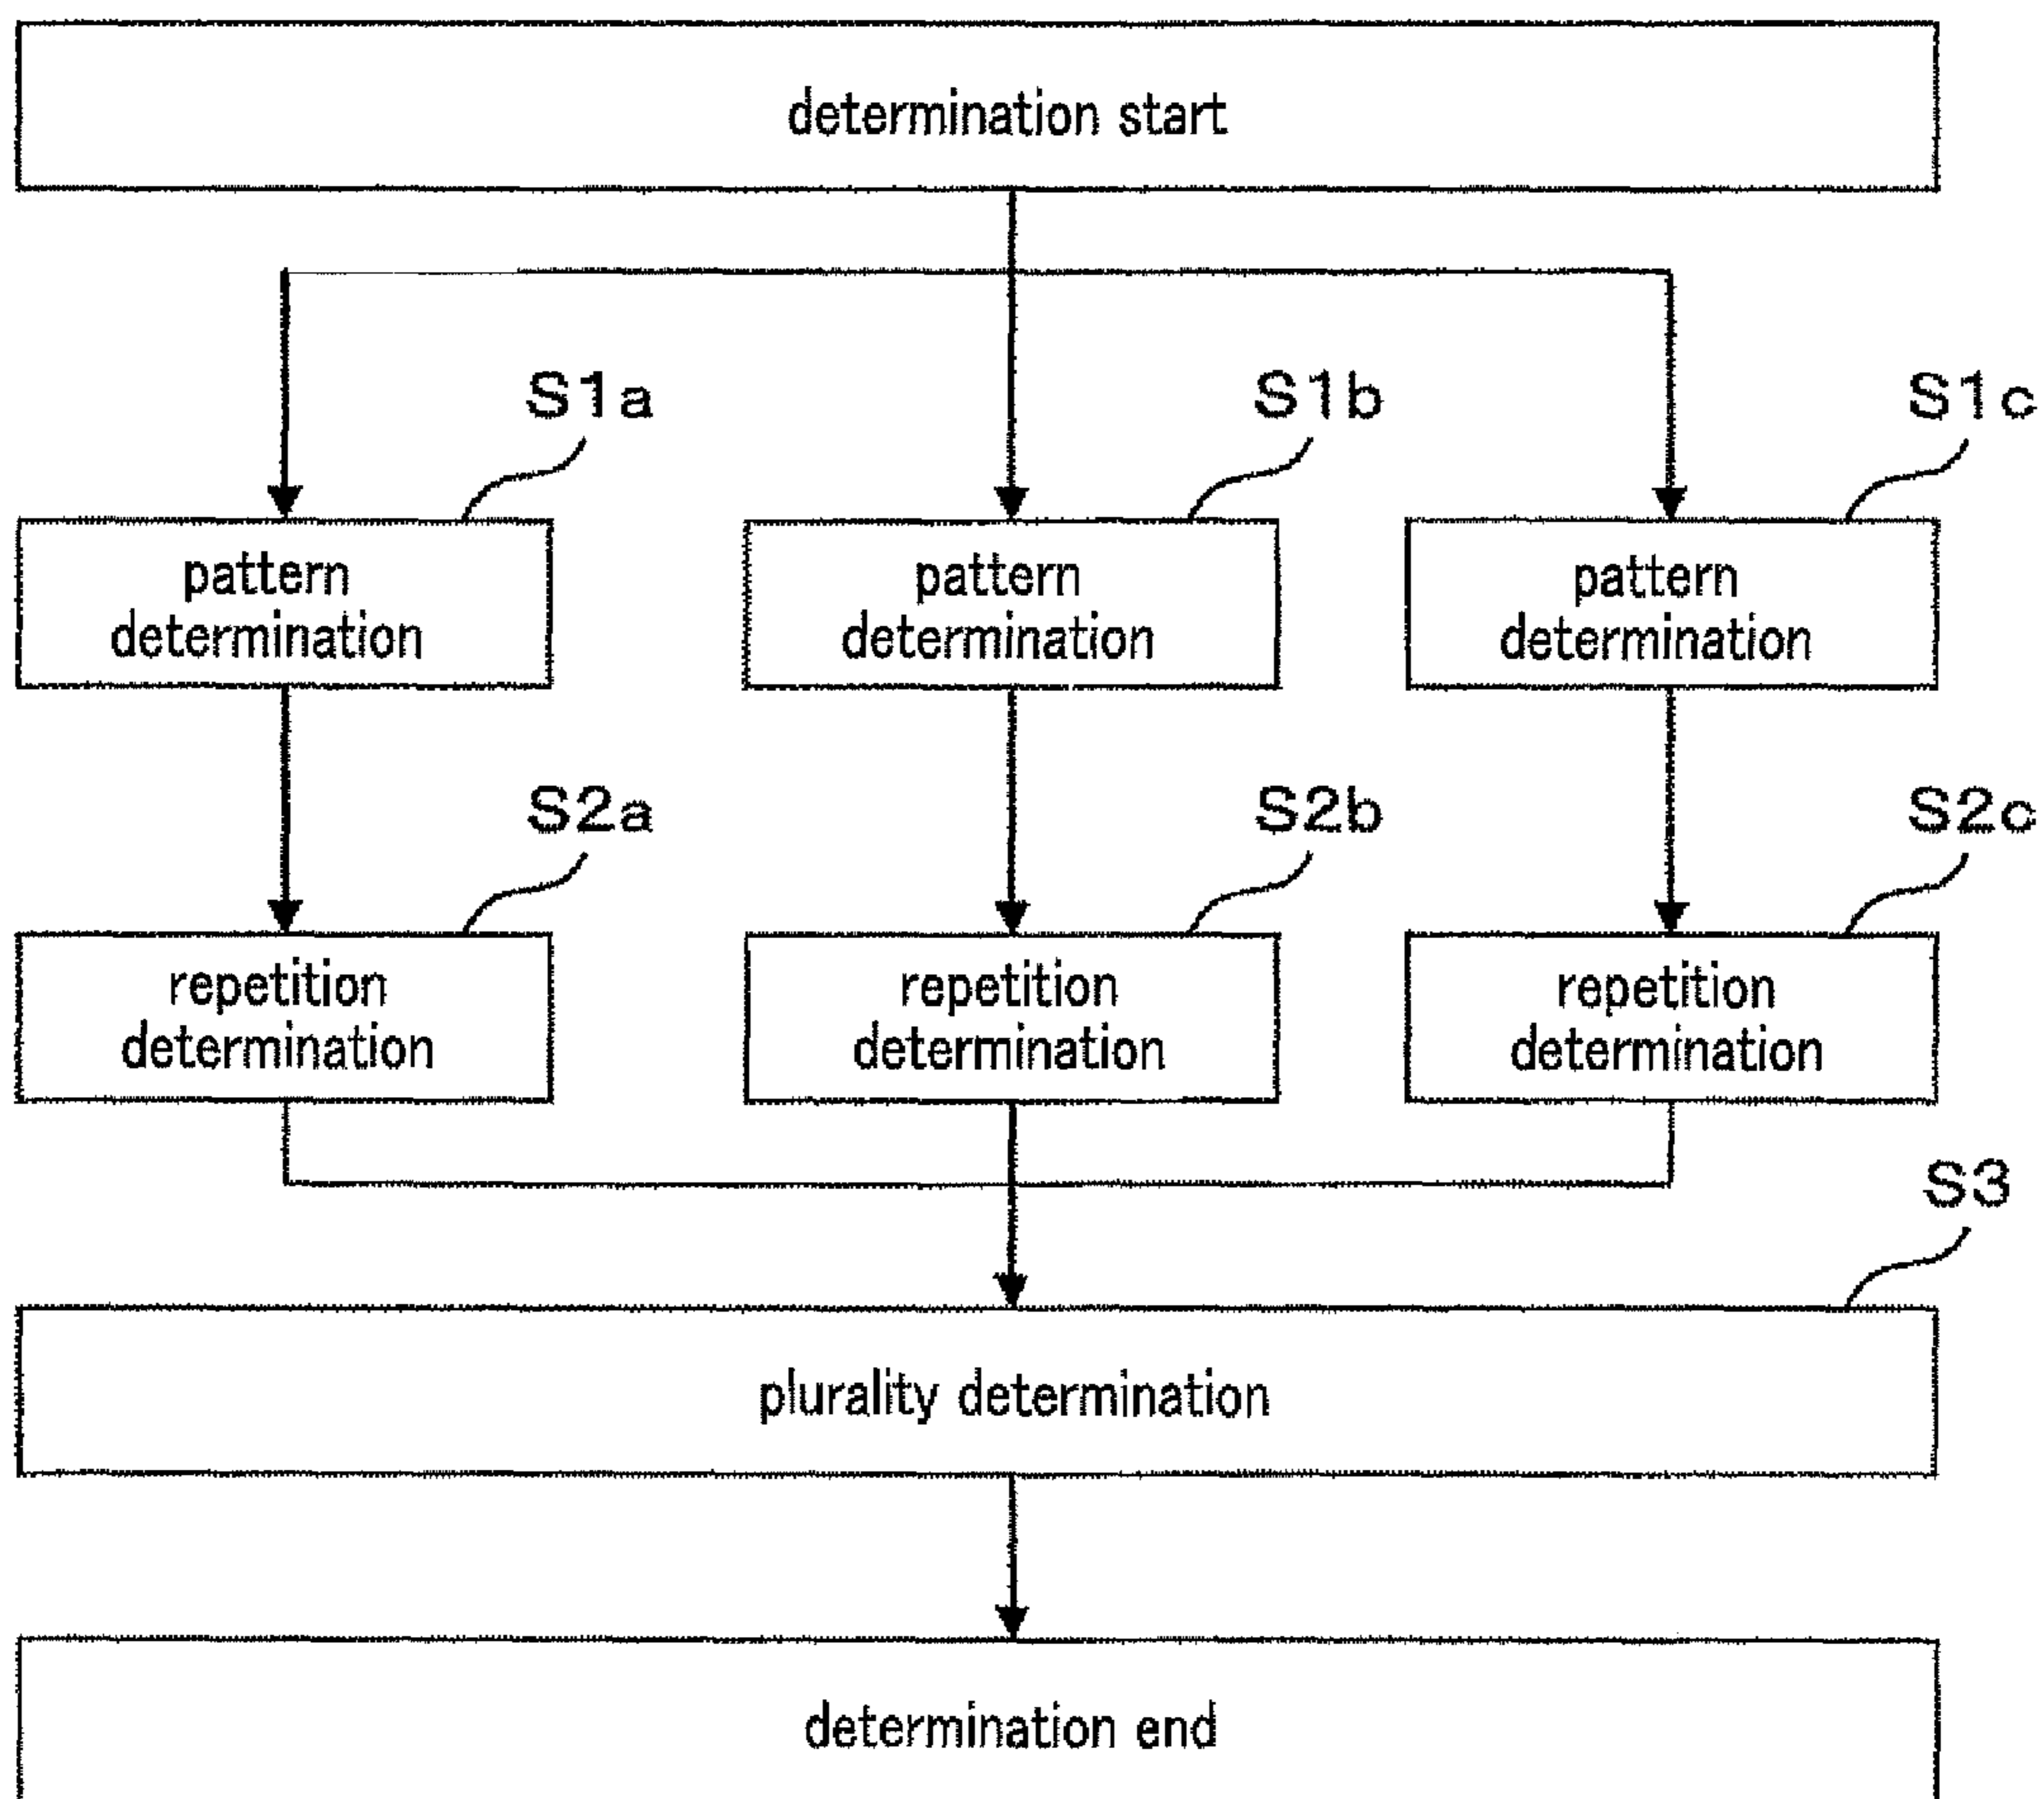 determination start
S1a
S1b
S1c
pattern
determination
pattern
determination
pattern
determination
S2a
S2b
S2c
repetition
determination
repetition
determination
repetition
determination
S3
plurality determination
determination end